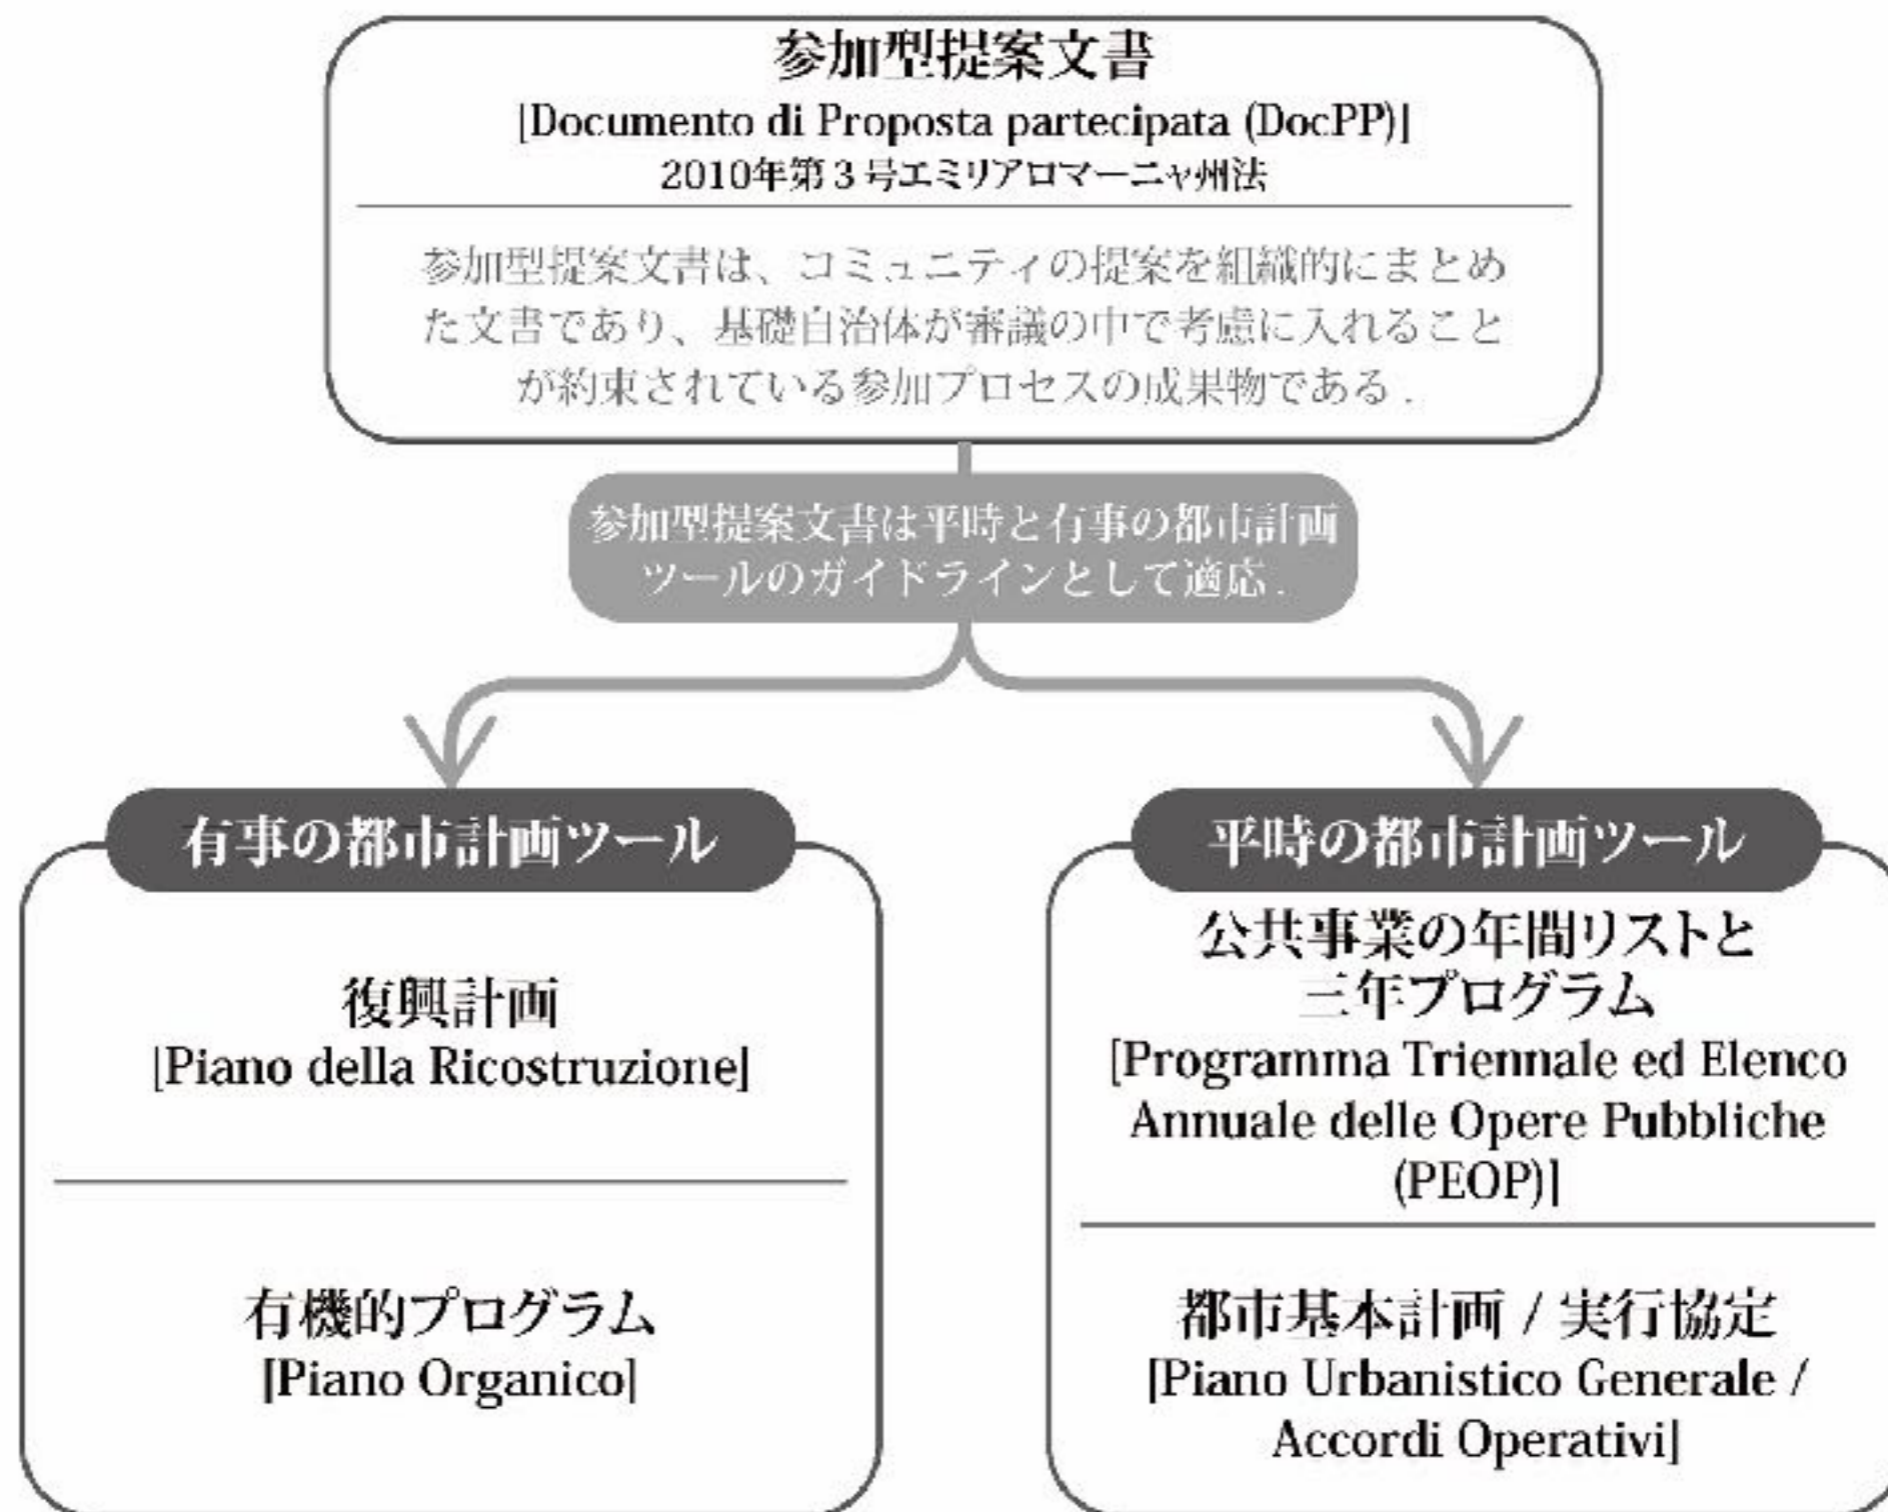 参加型提案文書
[Documento di Proposta partecipata (DocPP)]
2010年第3号エミリアロマーニャ州法
参加型提案文書は、コミュニティの提案を組織的にまとめ
た文書であり、基礎自治体が審議の中で考慮に入れること
が約束されている参加プロセスの成果物である.
参加型提案文書は平時と有事の都市計画
ツールのガイドラインとして適応.
有事の都市計画ツール
復興計画
[Piano della Ricostruzione]
有機的プログラム
[Piano Organico]
平時の都市計画ツール
公共事業の年間リストと
三年プログラム
[Programma Triennale ed Elenco
Annuale delle Opere Pubbliche
(PEOP)]
都市基本計画 / 実行協定
[Piano Urbanistico Generale /
Accordi Operativi]